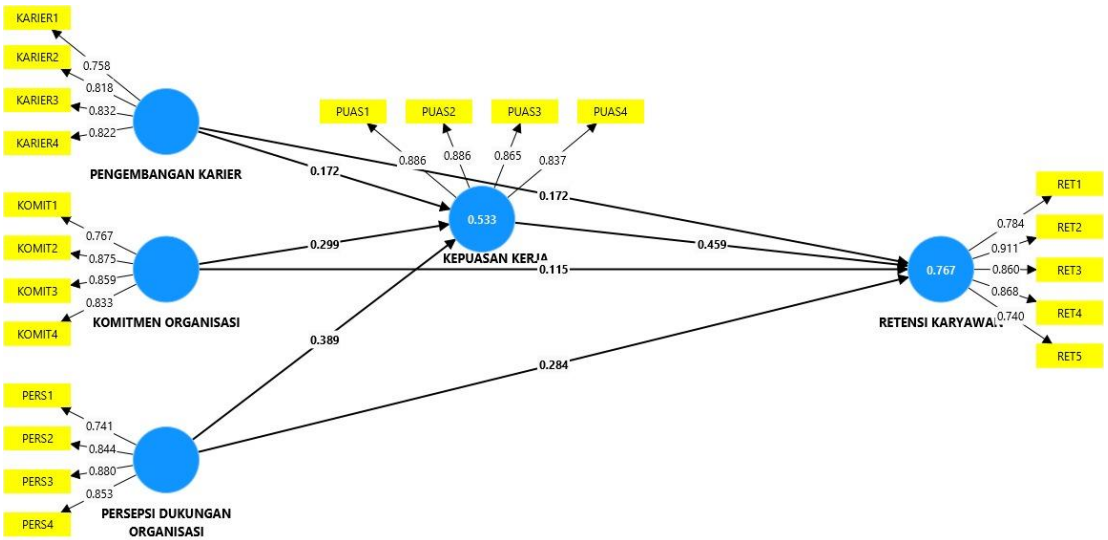 KARIER1
KARIER2
KARIER3
KARIER4
0.758
0.818
0.832
0.822
PENGEMBANGAN KARIER
KOMIT1
KOMIT2
KOMIT3
KOMIT4
0.767
0.875
0.859
0.833
KOMITMEN ORGANISASI
PERS1
PERS2
PERS3
PERS4
0.741
0.844
0.880
0.853
PERSEPSI DUKUNGAN
ORGANISASI
PUAS1
PUAS2
PUAS3
PUAS4
0.886
0.886
0.865
0.837
0.533
KEPUASAN KERJA
0.172
0.299
0.389
0.172
0.459
0.115
0.284
0.767
RETENSI KARYAWAN
0.784
0.911
0.860
0.868
0.740
RET1
RET2
RET3
RET4
RET5